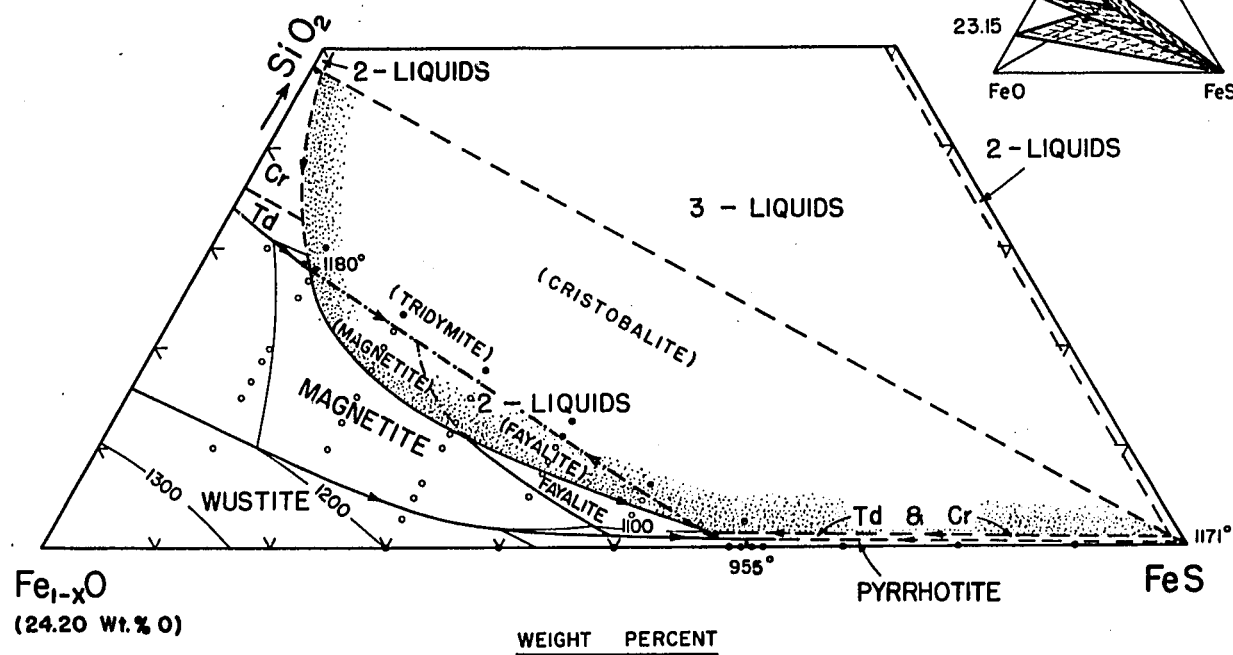 SiO2
2-LIQUIDS
23.15
FeO
FeS
2-LIQUIDS
Cr
Td
3 - LIQUIDS
1180°
(TRIDYMITE)
(CRISTOBALITE)
(MAGNETITE)
MAGNETITE
2-LIQUIDS
(FAYALITE)
FAYALITE
1300
WUSTITE
1200
1100
Td & Cr
1171°
955°
Fe1-XO
(24.20 Wt.% O)
PYRRHOTITE
FeS
WEIGHT PERCENT